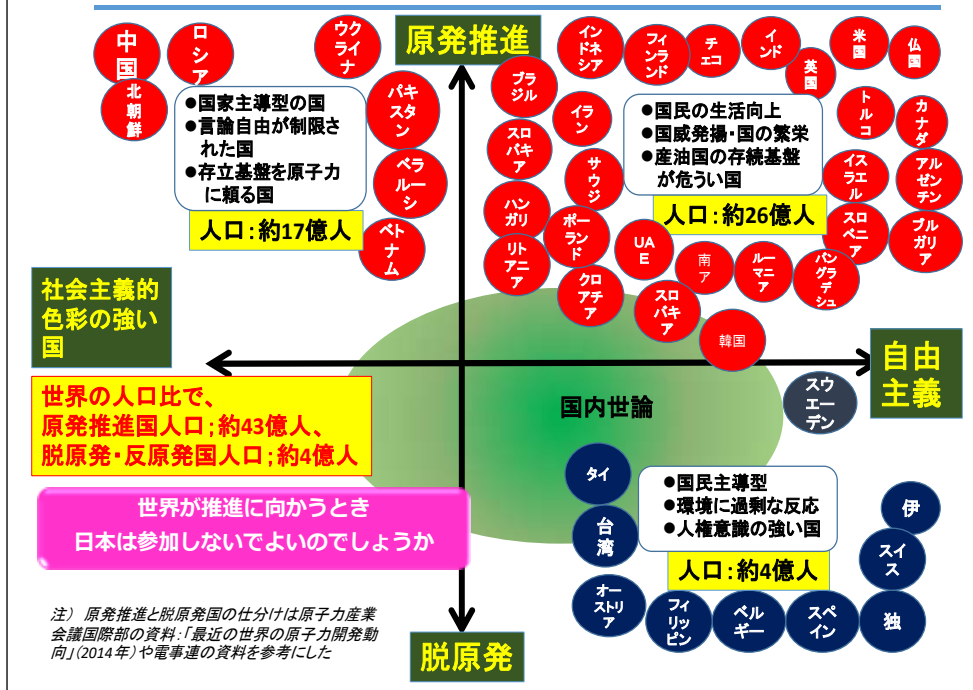 原発推進
中
国
ロ
シ
ア
ウク
ライ
ナ
北
朝
鮮
パキ
スタ
ン
ベラ
ルー
シ
ベト
ナム
●国家主導型の国
●言論自由が制限さ
れた国
●存立基盤を原子力
に頼る国
人口:約17億人
インド
ネシ
ア
フィン
ラン
ド
チェ
コ
イン
ド
英
国
米
国
仏
国
ブラ
ジル
イラ
ン
スロ
バキ
ア
サウ
ジ
ハン
ガリ
ポー
ラン
ド
リト
アニ
ア
クロ
アチ
ア
UA
E
スロ
バキ
ア
南
ア
ルー
マニ
ア
バン
グラ
デ
シュ
韓国
ト
ル
コ
カ
ナ
ダ
イス
ラエ
ル
アル
ゼン
チン
スロ
ベニ
ア
ブル
ガリ
ア
●国民の生活向上
●国威発揚・国の繁栄
●産油国の存続基盤
が危うい国
人口:約26億人
社会主義的
色彩の強い
国
自由
主義
世界の人口比で、
原発推進国人口;約43億人、
脱原発・反原発国人口;約4億人
国内世論
スウ
エー
デン
世界が推進に向かうとき
日本は参加しないでよいのでしょうか
タイ
台
湾
オー
ストリ
ア
フィ
リッ
ピン
ベル
ギー
スペ
イン
独
スイ
ス
伊
●国民主導型
●環境に過剰な反応
●人権意識の強い国
人口:約4億人
注） 原発推進と脱原発国の仕分けは原子力産業
会議国際部の資料:「最近の世界の原子力開発動
向」(2014年)や電事連の資料を参考にした
脱原発